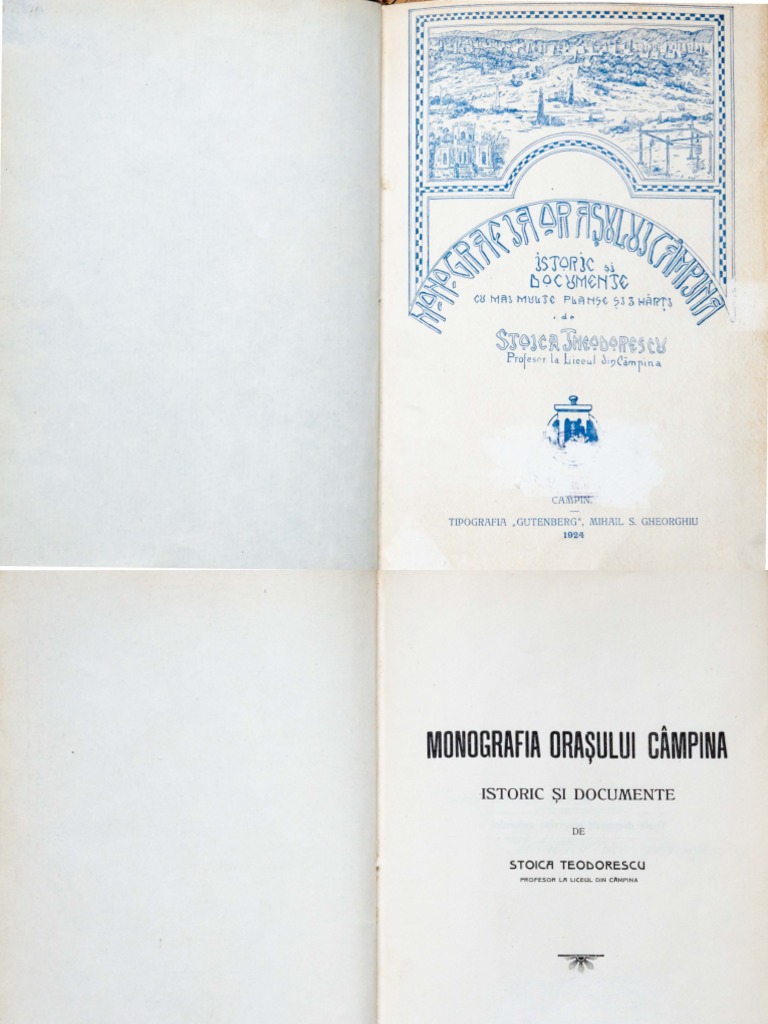 MONOGRAFIA ORAȘULUI CÂMPINA
ISTORIC și
DOCUMENTE
CU MAI MULTE PLANȘE ȘI 3 HĂRȚI
de
STOICA THEODORESCU
Profesor la Liceul din Câmpina
CAMPIN
TIPOGRAFIA „GUTENBERG", MIHAIL S. GHEORGHIU
1924
MONOGRAFIA ORAȘULUI CÂMPINA
ISTORIC ȘI DOCUMENTE
DE
STOICA TEODORESCU
PROFESOR LA LICEUL DIN CÂMPINA